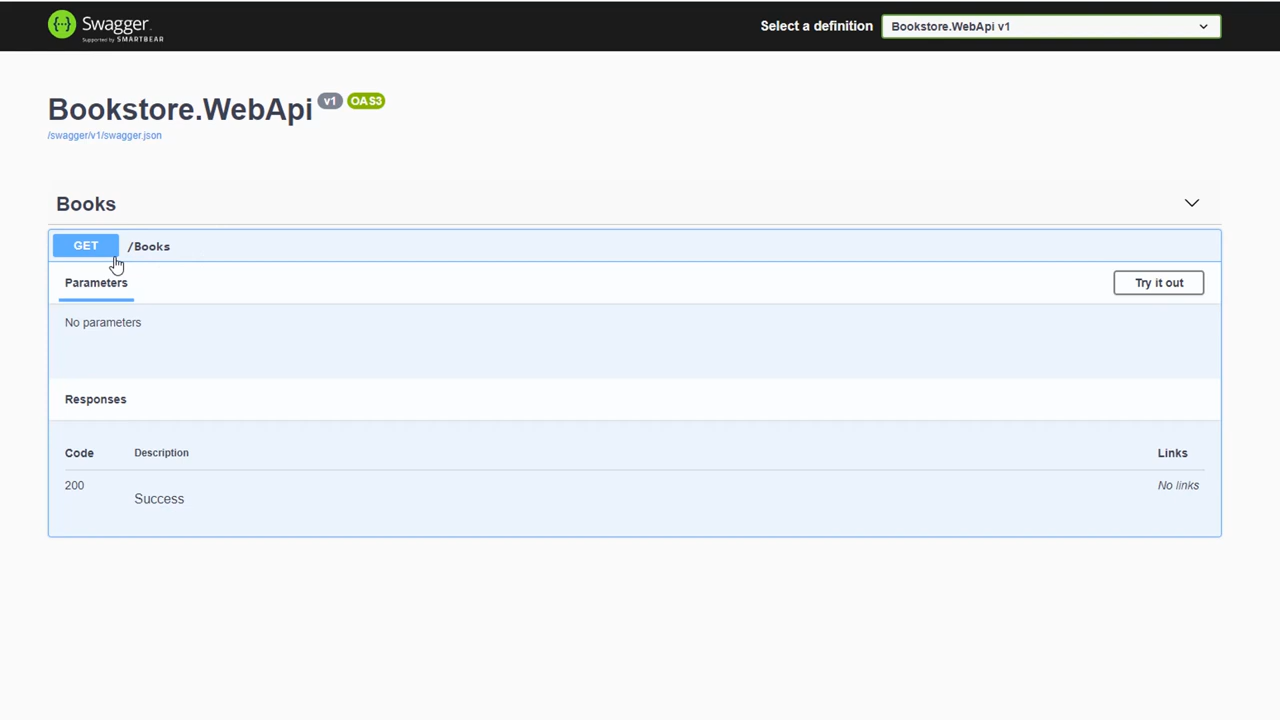 Swagger
Supported by SMARTBEAR
Select a definition
Bookstore.WebApi v1
Bookstore.WebApi v1 OAS3
/swagger/v1/swagger.json
Books
GET /Books
Parameters
Try it out
No parameters
Responses
Code Description Links
200 Success No links